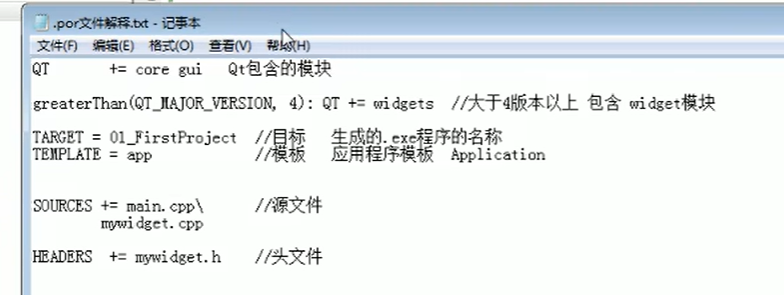 .por文件解释.txt - 记事本
文件(F) 编辑(E) 格式(O) 查看(V) 帮助(H)
QT += core gui Qt包含的模块
greaterThan(QT_MAJOR_VERSION, 4): QT += widgets //大于4版本以上 包含 widget模块
TARGET = 01_FirstProject //目标 生成的.exe程序的名称
TEMPLATE = app //模板 应用程序模板 Application
SOURCES += main.cpp\ //源文件
mywidget.cpp
HEADERS += mywidget.h //头文件